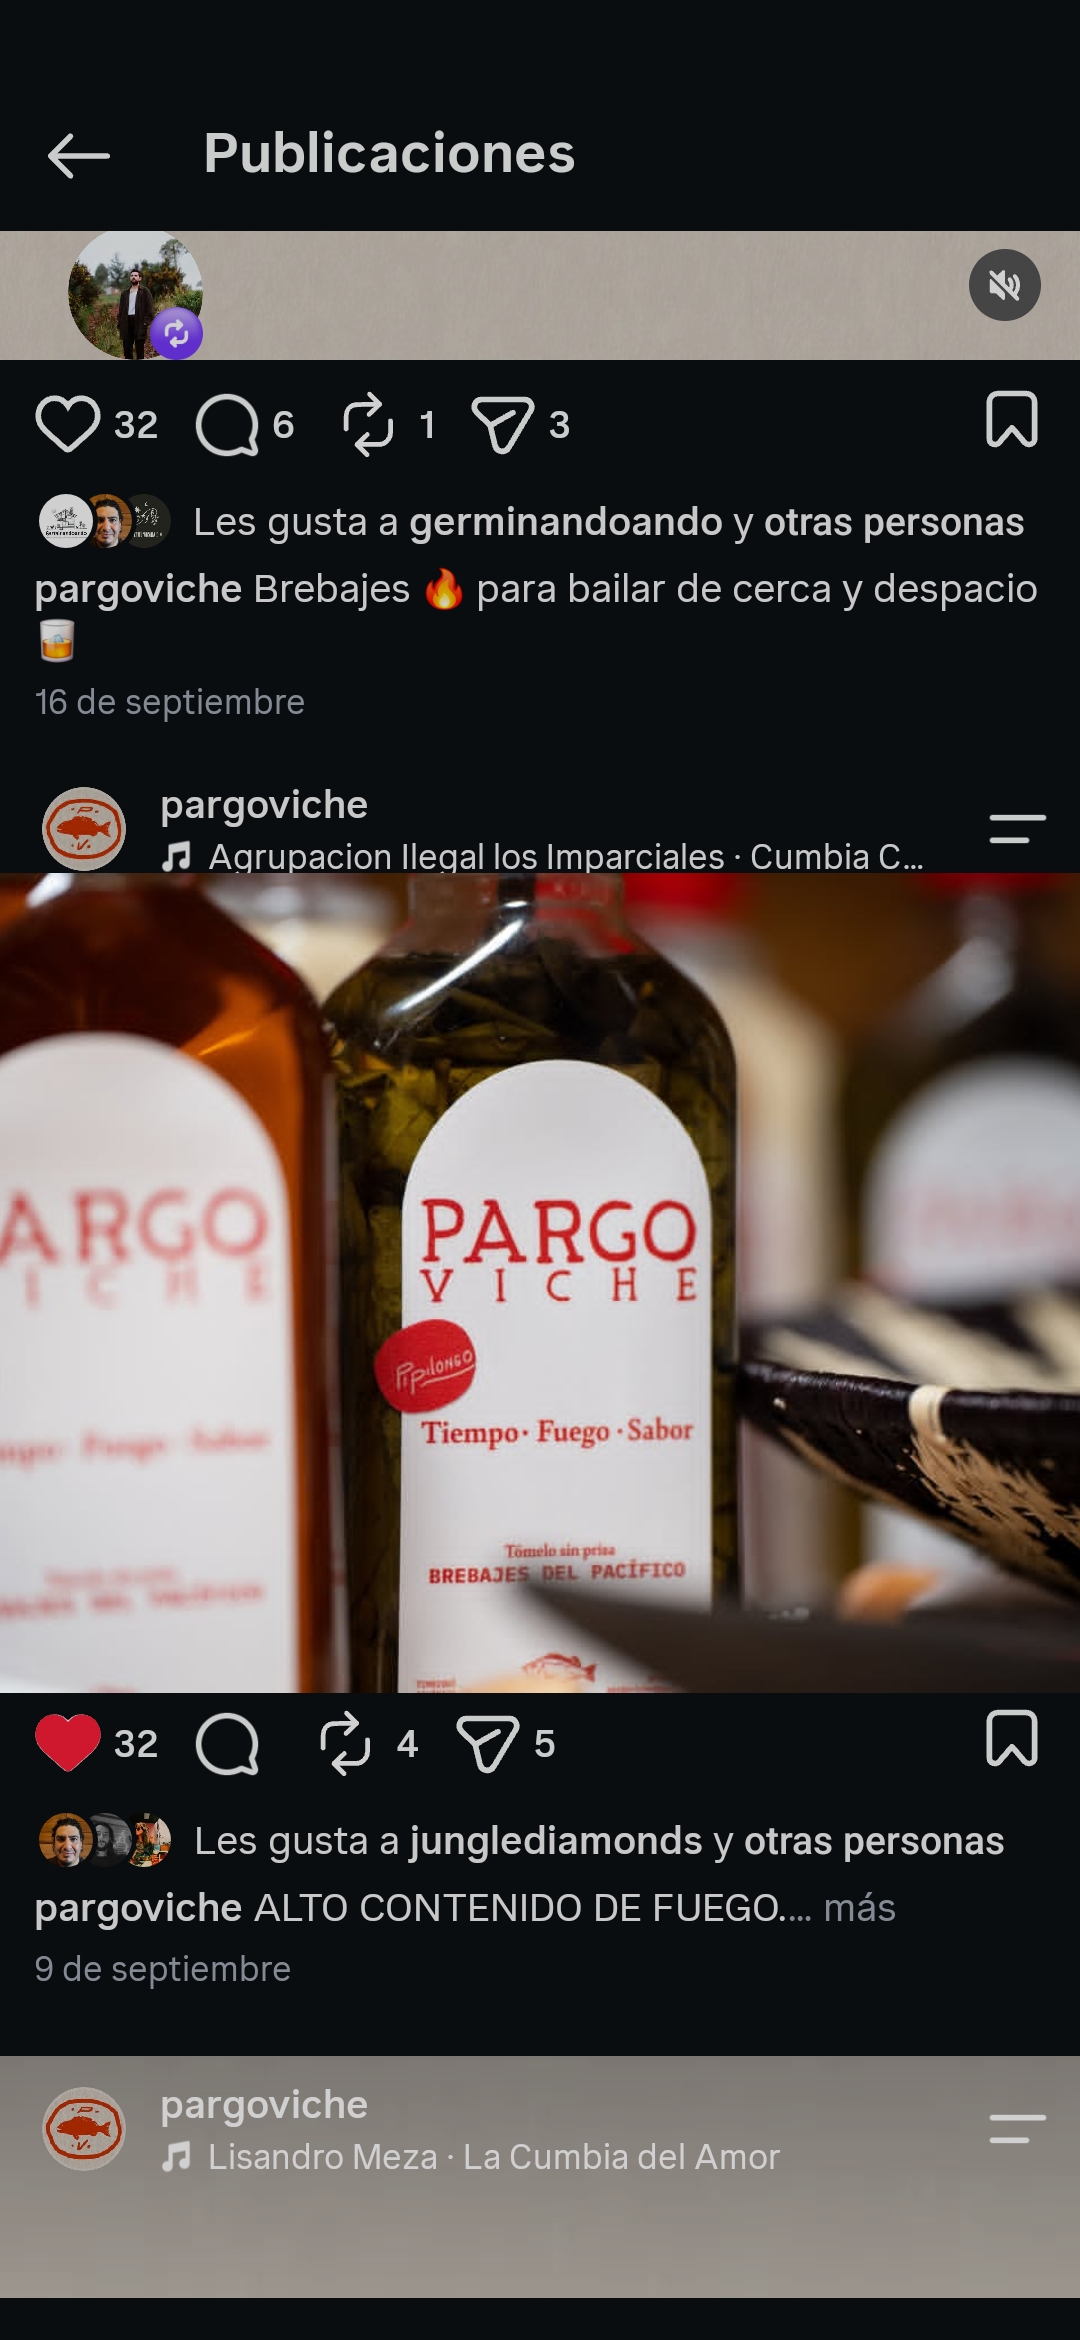 Publicaciones
32 6 1 3
Les gusta a germinandoando y otras personas
pargoviche Brebajes 🔥 para bailar de cerca y despacio
🥃
16 de septiembre
pargoviche
Agrupacion Ilegal los Imparciales · Cumbia C...
ARGO
VICHE
PARGO
VICHE
Pipilongo
Tiempo · Fuego · Sabor
Tómelo sin prisa
BREBAJES DEL PACÍFICO
32 4 5
Les gusta a junglediamonds y otras personas
pargoviche ALTO CONTENIDO DE FUEGO.... más
9 de septiembre
pargoviche
Lisandro Meza · La Cumbia del Amor